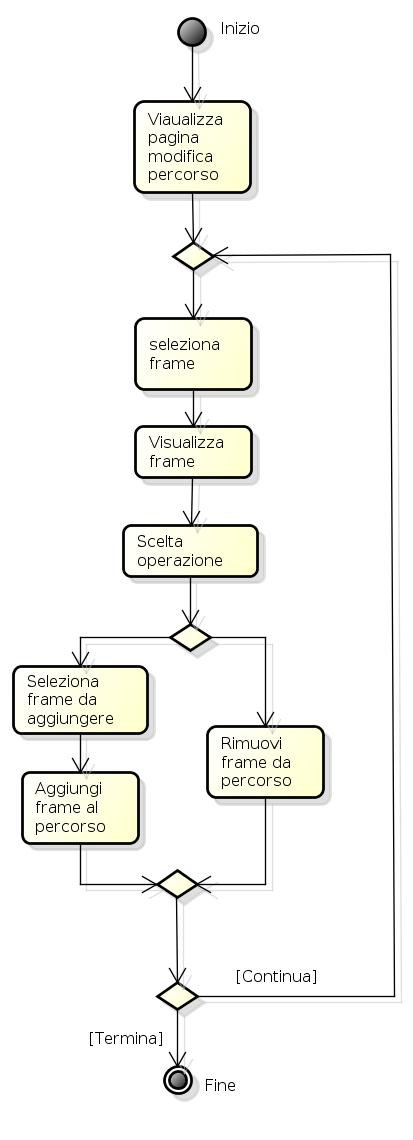 Inizio
Viaualizza
pagina
modifica
percorso
seleziona
frame
Visualizza
frame
Scelta
operazione
Seleziona
frame da
aggiungere
Rimuovi
frame da
percorso
Aggiungi
frame al
percorso
[Continua]
[Termina]
Fine